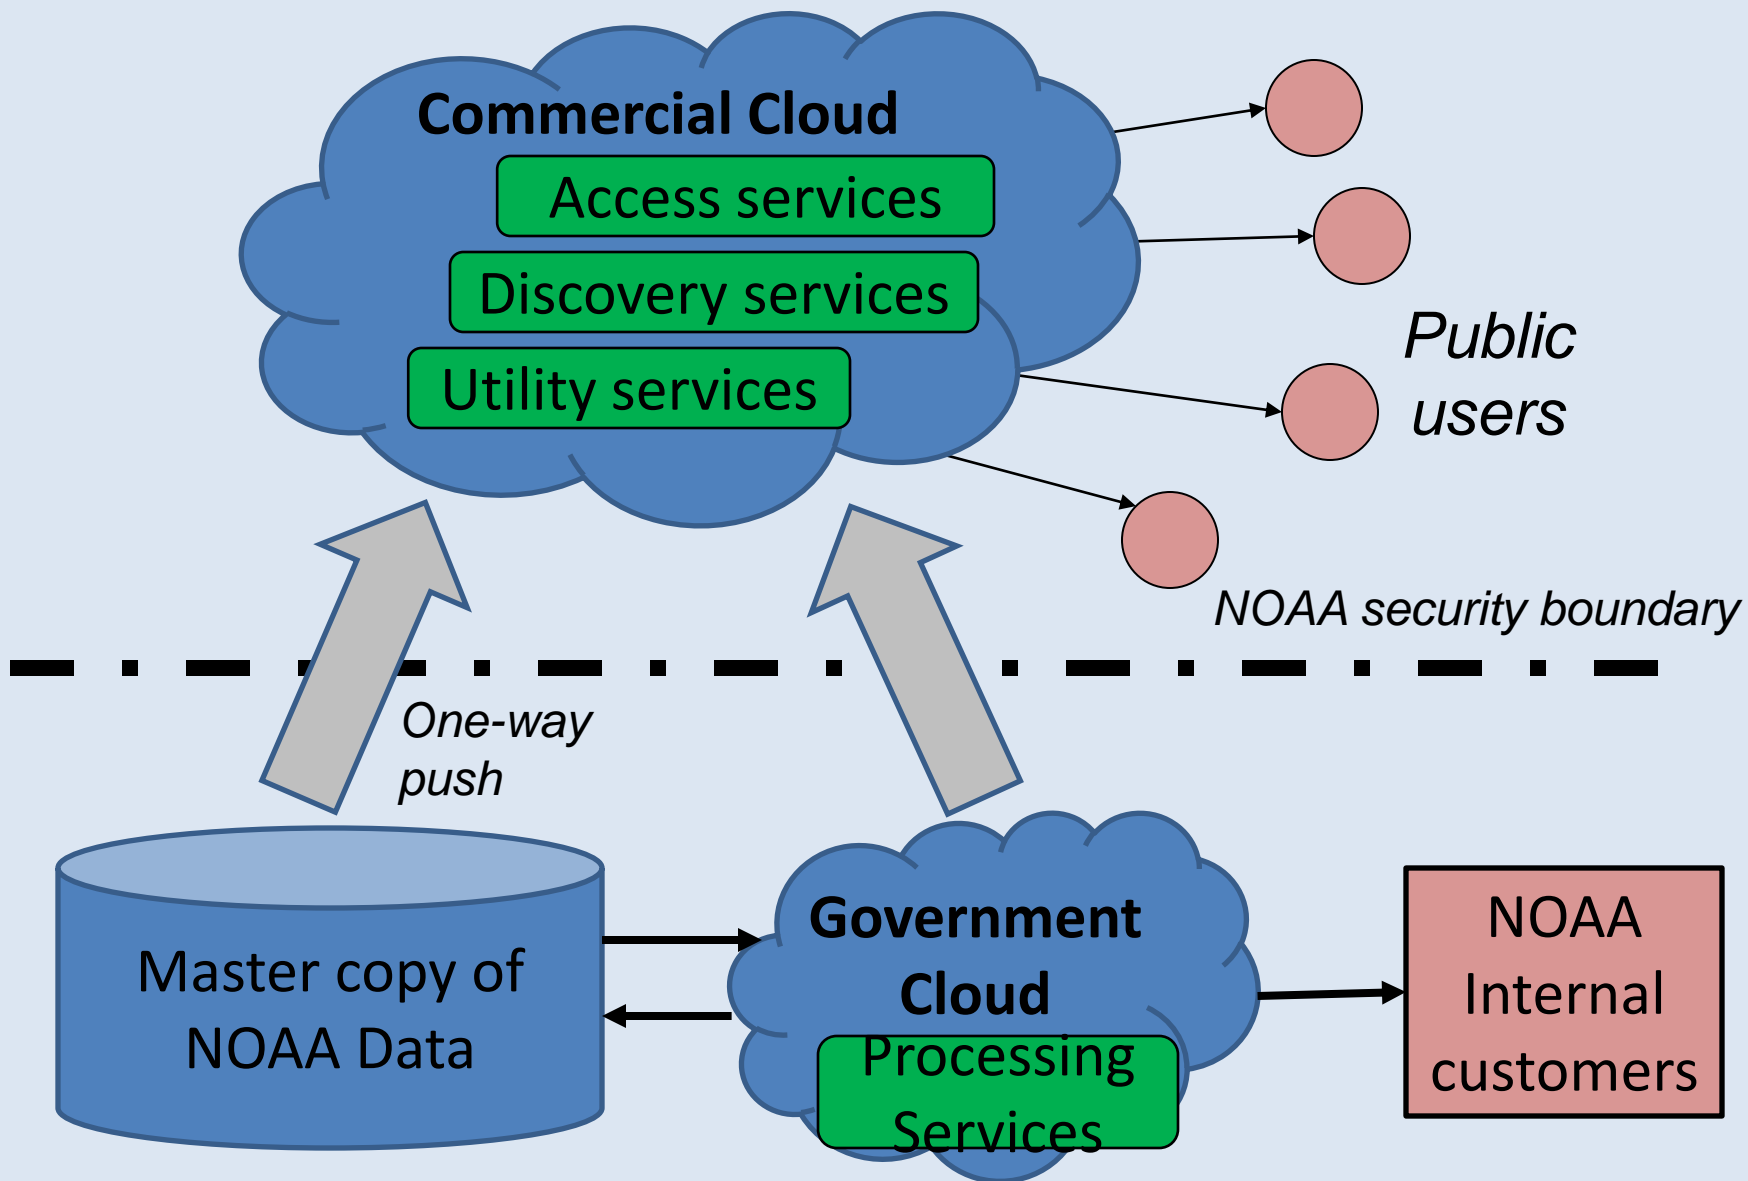 Commercial Cloud
Access services
Discovery services
Utility services
Public
users
NOAA security boundary
One-way
push
Master copy of
NOAA Data
Government
Cloud
Processing
Services
NOAA
Internal
customers